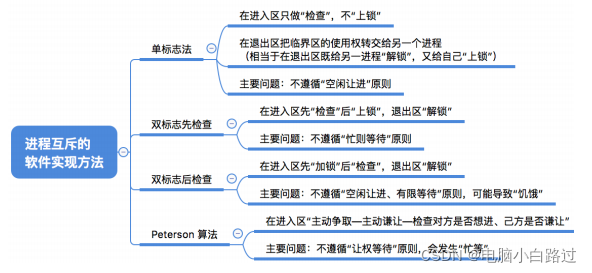 进程互斥的
软件实现方法
单标志法
在进入区只做“检查”，不“上锁”
在退出区把临界区的使用权转交给另一个进程
（相当于在退出区既给另一进程“解锁”，又给自己“上锁”）
主要问题：不遵循“空闲让进”原则
双标志先检查
在进入区先“检查”后“上锁”，退出区“解锁”
主要问题：不遵循“忙则等待”原则
双标志后检查
在进入区先“加锁”后“检查”，退出区“解锁”
主要问题：不遵循“空闲让进、有限等待”原则，可能导致“饥饿”
Peterson 算法
在进入区“主动争取—主动谦让—检查对方是否想进、己方是否谦让”
主要问题：不遵循“让权等待”原则，会发生“忙等”
CSDN @电脑小白路过